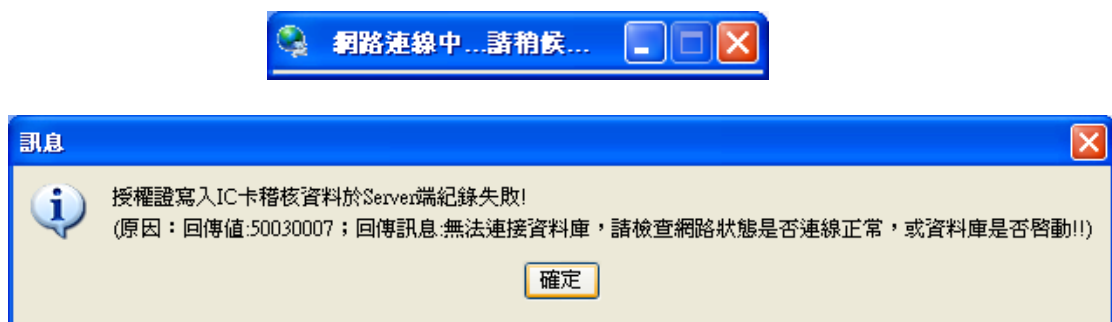 網路連線中...請稍候...
訊息
授權證寫入IC卡稽核資料於Server端紀錄失敗!
(原因：回傳值:50030007；回傳訊息:無法連接資料庫，請檢查網路狀態是否連線正常，或資料庫是否啓動!!)
確定